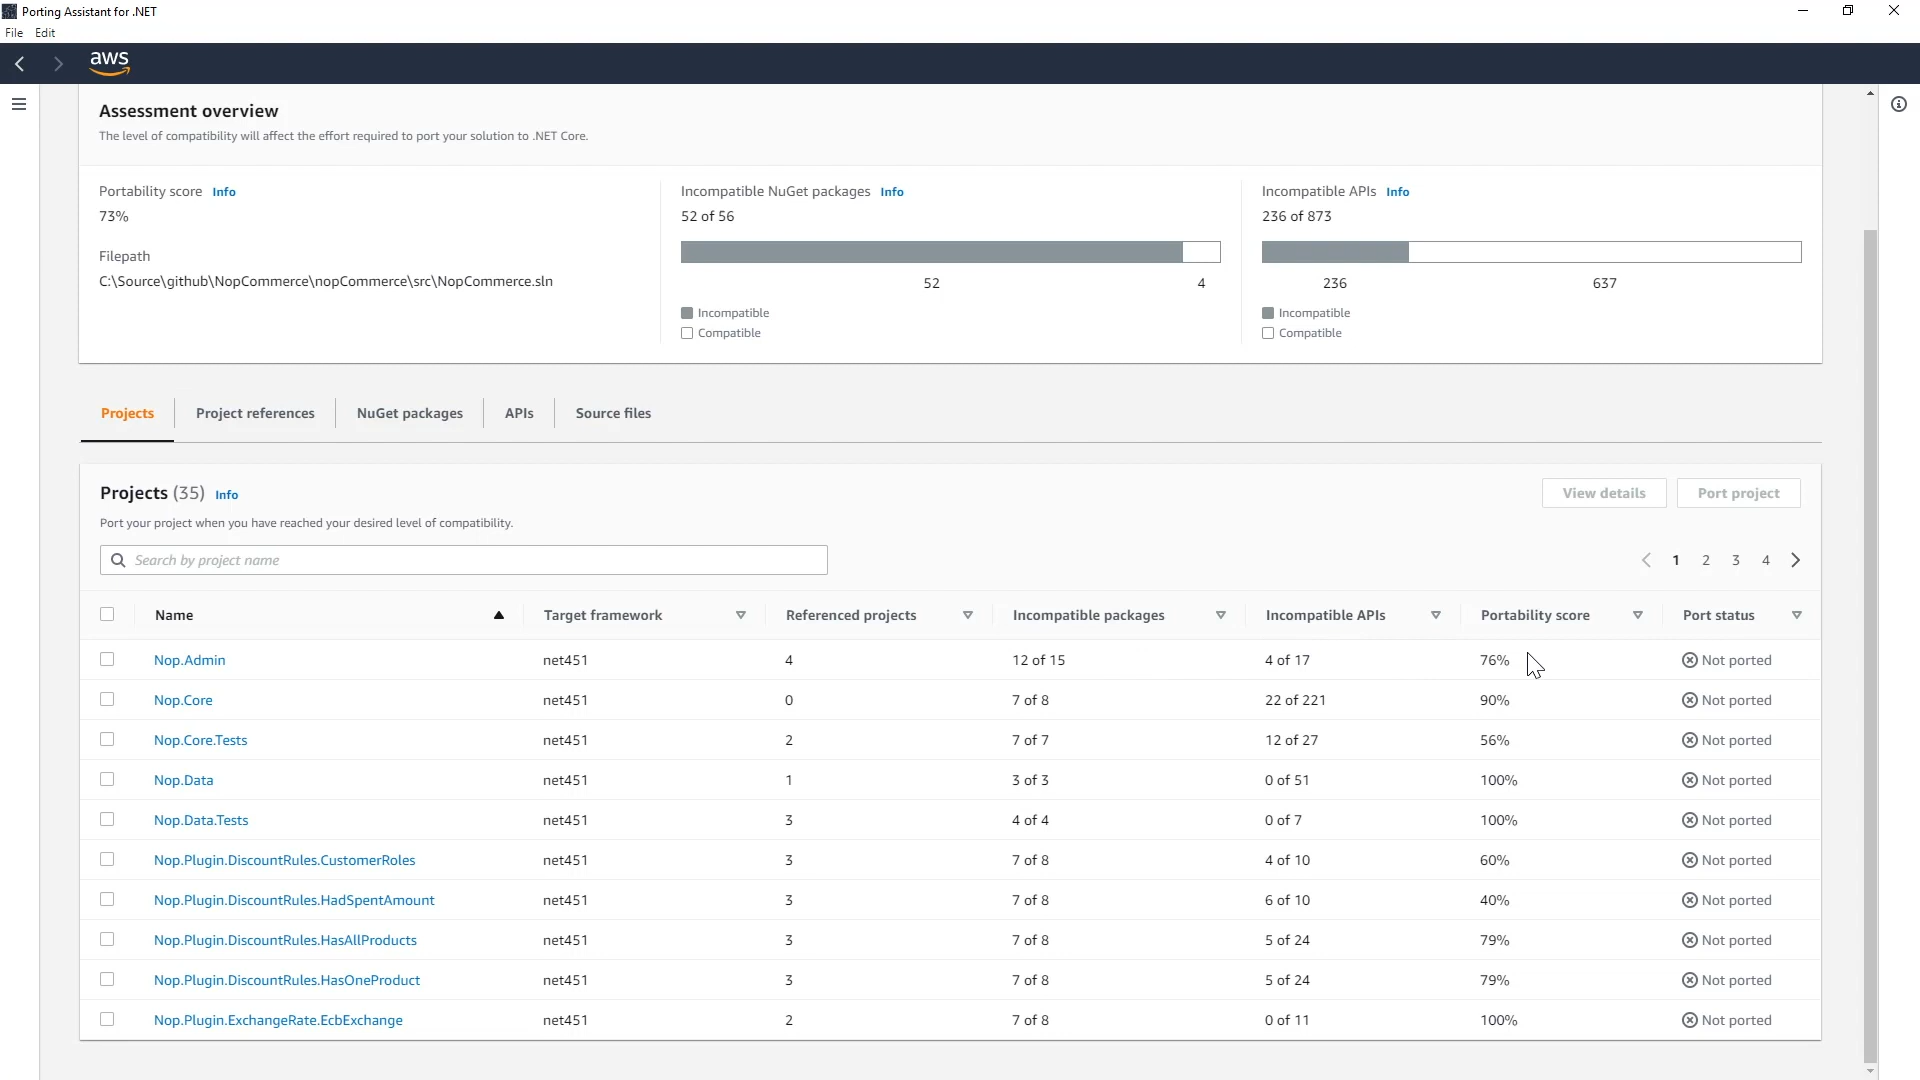 Porting Assistant for .NET
File Edit
aws
Assessment overview
The level of compatibility will affect the effort required to port your solution to .NET Core.
Portability score Info
73%
Filepath
C:\Source\github\NopCommerce\nopCommerce\src\NopCommerce.sln
Incompatible NuGet packages Info
52 of 56
52 4
Incompatible
Compatible
Incompatible APIs Info
236 of 873
236 637
Incompatible
Compatible
Projects Project references NuGet packages APIs Source files
Projects (35) Info
View details Port project
Port your project when you have reached your desired level of compatibility.
Search by project name
1 2 3 4
Name Target framework Referenced projects Incompatible packages Incompatible APIs Portability score Port status
Nop.Admin net451 4 12 of 15 4 of 17 76% Not ported
Nop.Core net451 0 7 of 8 22 of 221 90% Not ported
Nop.Core.Tests net451 2 7 of 7 12 of 27 56% Not ported
Nop.Data net451 1 3 of 3 0 of 51 100% Not ported
Nop.Data.Tests net451 3 4 of 4 0 of 7 100% Not ported
Nop.Plugin.DiscountRules.CustomerRoles net451 3 7 of 8 4 of 10 60% Not ported
Nop.Plugin.DiscountRules.HadSpentAmount net451 3 7 of 8 6 of 10 40% Not ported
Nop.Plugin.DiscountRules.HasAllProducts net451 3 7 of 8 5 of 24 79% Not ported
Nop.Plugin.DiscountRules.HasOneProduct net451 3 7 of 8 5 of 24 79% Not ported
Nop.Plugin.ExchangeRate.EcbExchange net451 2 7 of 8 0 of 11 100% Not ported